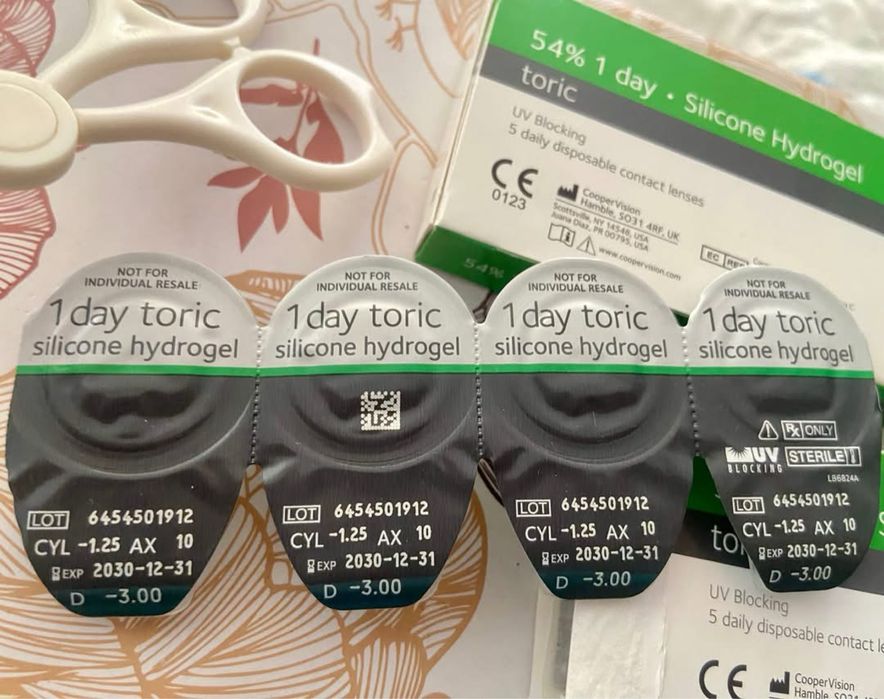 54% 1 day • Silicone Hydrogel
toric
UV Blocking
5 daily disposable contact lenses
CE
0123
CooperVision
Hamble, SO31 4RF, UK
Scottsville, NY 14546, USA
Juana Diaz, PR 00795, USA
www.coopervision.com
EC
54%
NOT FOR
INDIVIDUAL RESALE
1 day toric
silicone hydrogel
LOT 6454501912
CYL -1.25 AX 10
EXP 2030-12-31
D -3.00
NOT FOR
INDIVIDUAL RESALE
1 day toric
silicone hydrogel
LOT 6454501912
CYL -1.25 AX 10
EXP 2030-12-31
D -3.00
NOT FOR
INDIVIDUAL RESALE
1 day toric
silicone hydrogel
LOT 6454501912
CYL -1.25 AX 10
EXP 2030-12-31
D -3.00
NOT FOR
INDIVIDUAL RESALE
1 day toric
silicone hydrogel
Rx ONLY
UV STERILE
BLOCKING
LB6824A
LOT 6454501912
CYL -1.25 AX 10
EXP 2030-12-31
D -3.00
UV Blocking
5 daily disposable contact
CE
CooperVision
Hamble,